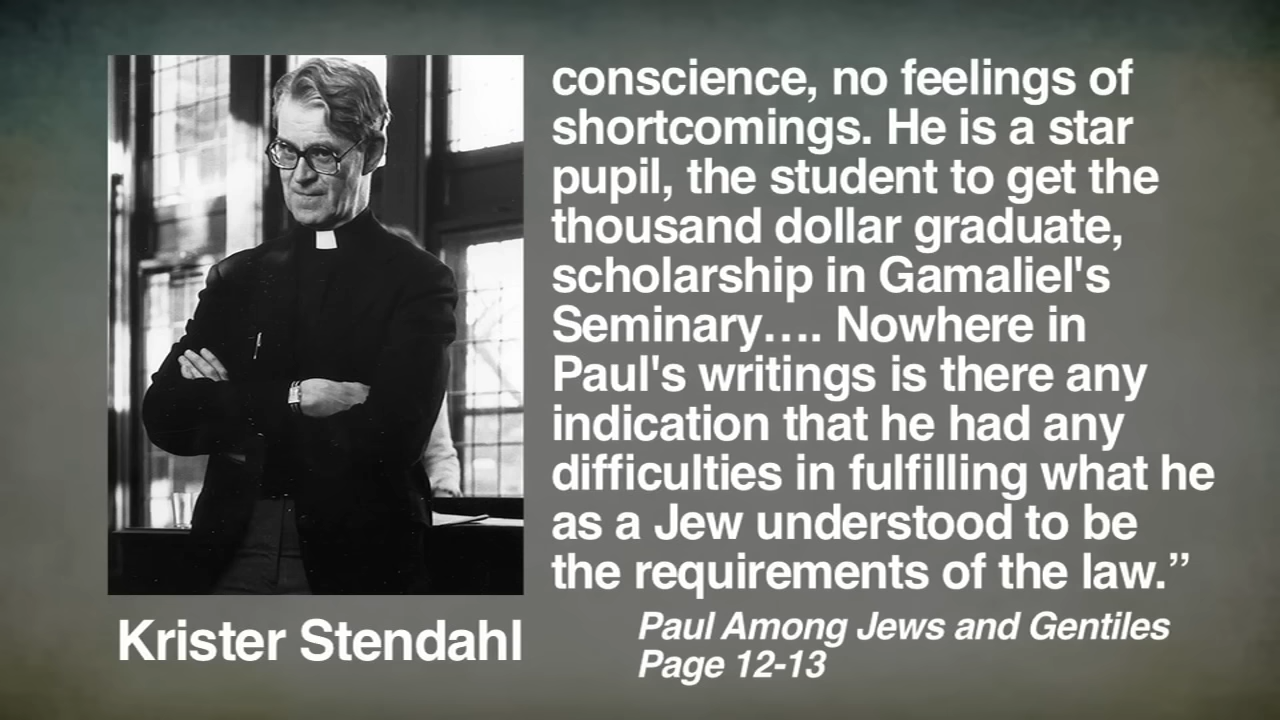 conscience, no feelings of
shortcomings. He is a star
pupil, the student to get the
thousand dollar graduate,
scholarship in Gamaliel's
Seminary.... Nowhere in
Paul's writings is there any
indication that he had any
difficulties in fulfilling what he
as a Jew understood to be
the requirements of the law.”
Paul Among Jews and Gentiles
Page 12-13
Krister Stendahl